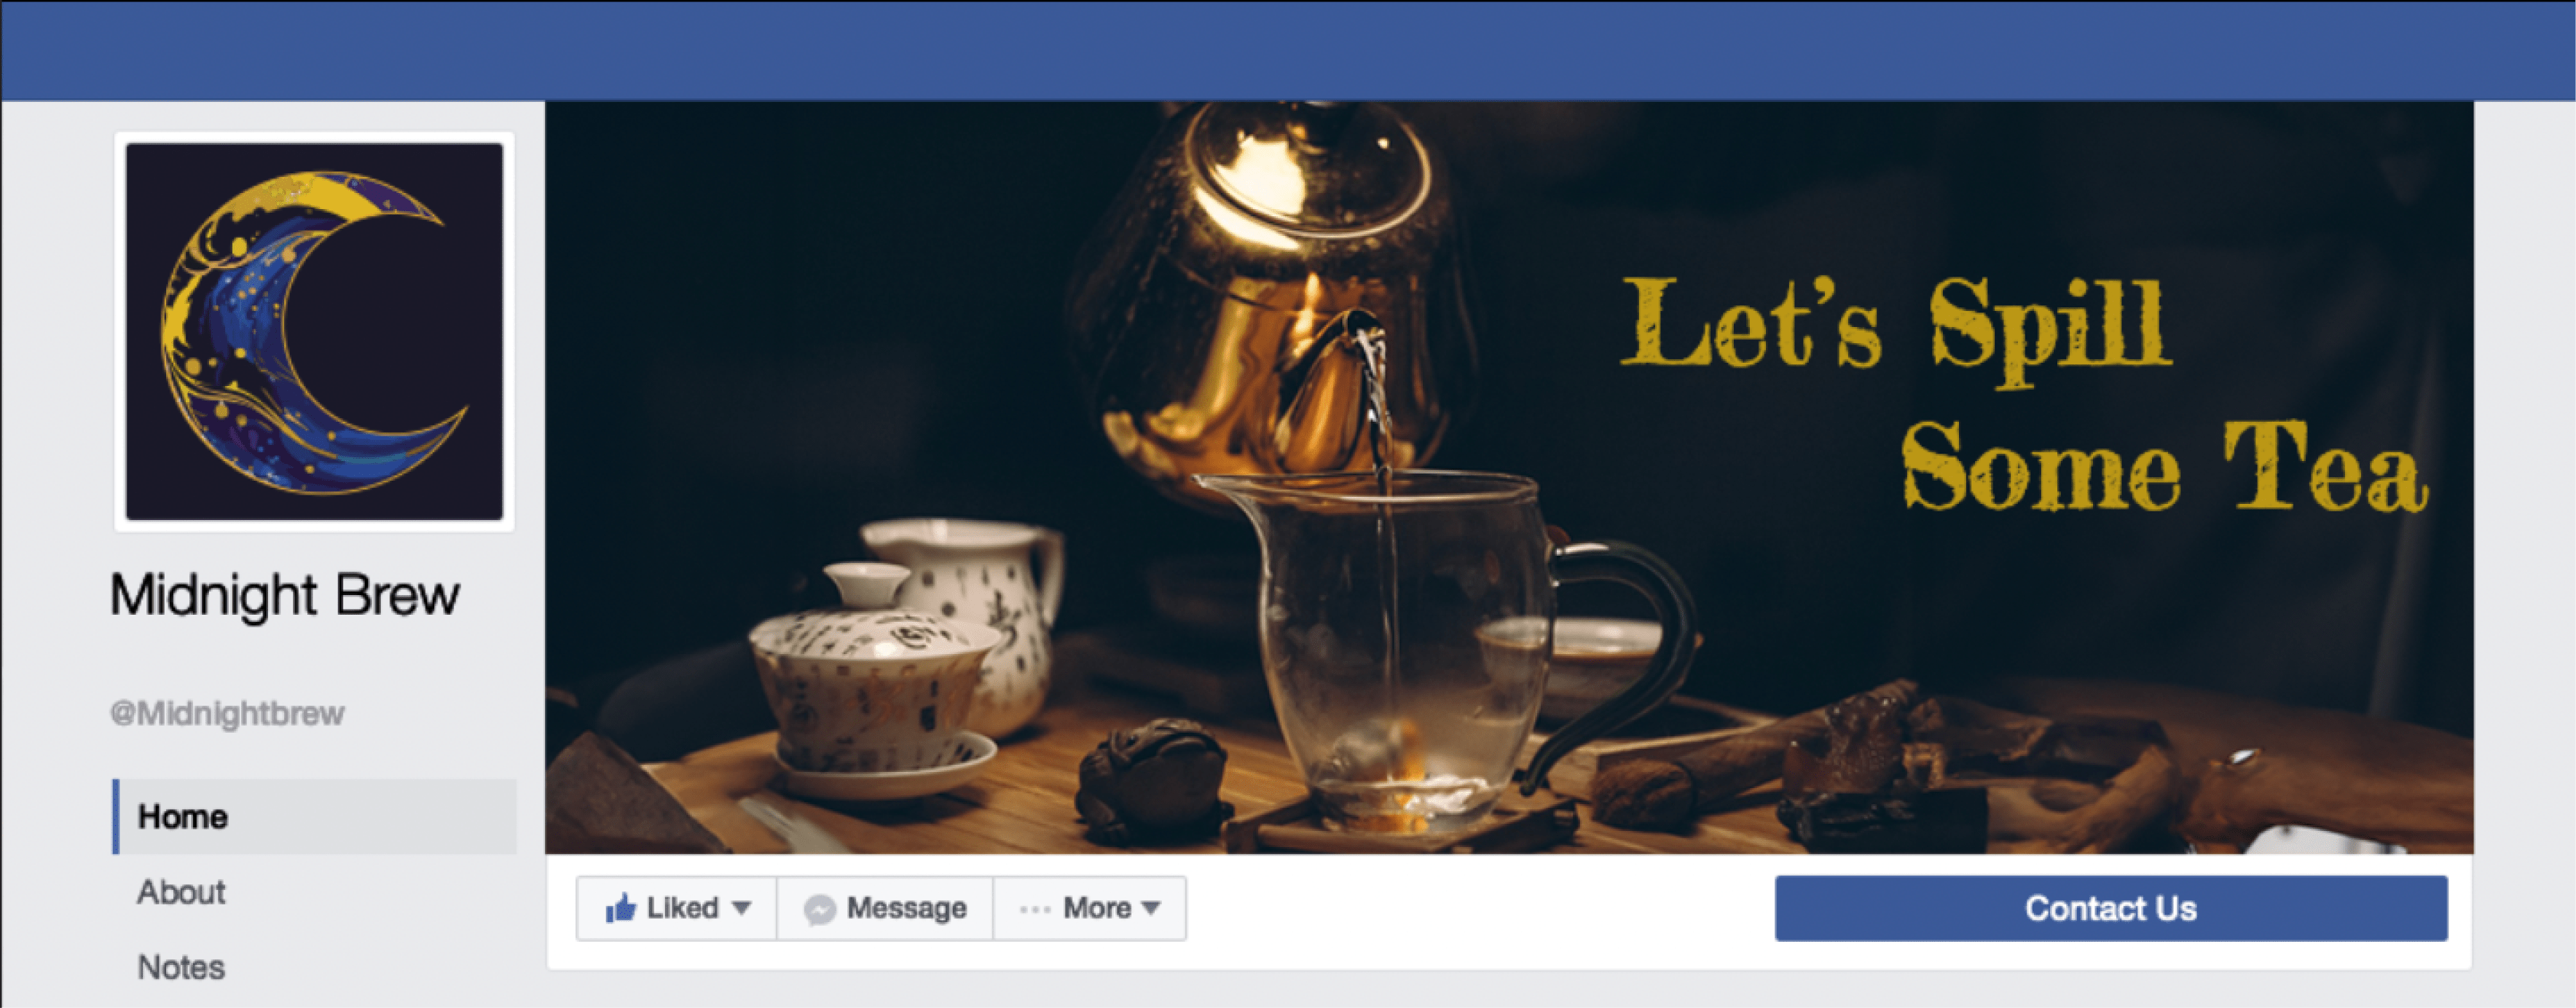 Midnight Brew
@Midnightbrew
Home
About
Notes
Let's Spill
Some Tea
Liked
Message
More
Contact Us